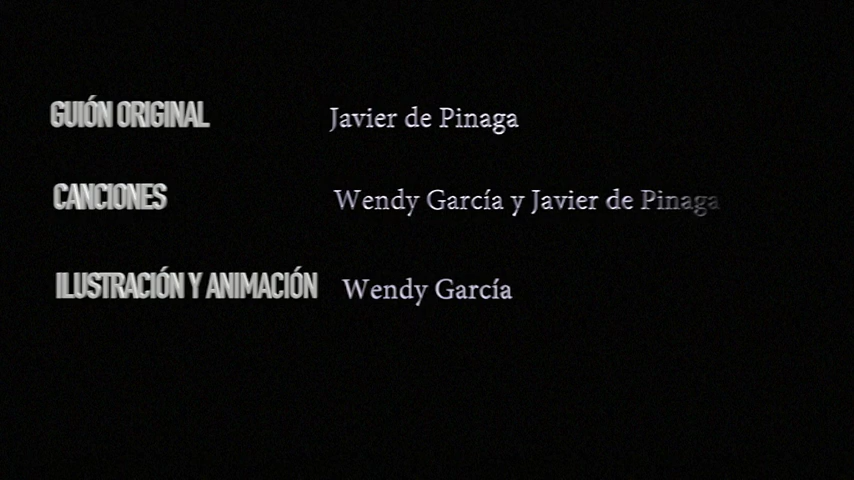 GUIÓN ORIGINAL Javier de Pinaga
CANCIONES Wendy García y Javier de Pinaga
ILUSTRACIÓN Y ANIMACIÓN Wendy García